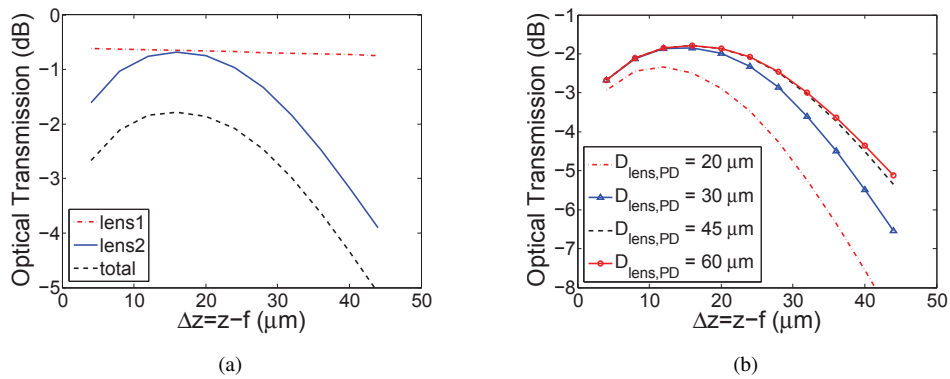 0
−1
−2
−3
−4
−5
0 10 20 30 40 50
Optical Transmission (dB)
Δz=z−f (μm)
lens1
lens2
total
(a)
−1
−2
−3
−4
−5
−6
−7
−8
0 10 20 30 40 50
Optical Transmission (dB)
Δz=z−f (μm)
D_lens,PD = 20 μm
D_lens,PD = 30 μm
D_lens,PD = 45 μm
D_lens,PD = 60 μm
(b)